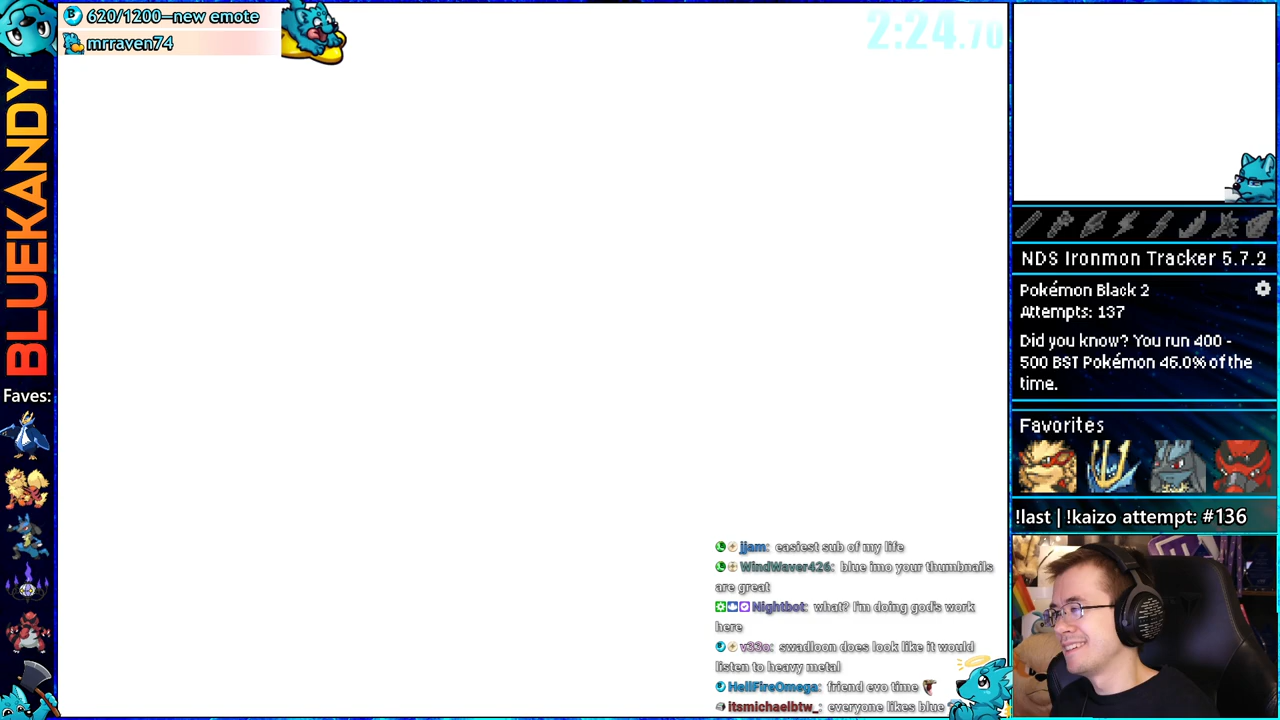 620/1200–new emote
mrraven74
2:24.70
BLUEKANDY
Faves:
NDS Ironmon Tracker 5.7.2
Pokémon Black 2
Attempts: 137
Did you know? You run 400 -
500 BST Pokémon 46.0% of the
time.
Favorites
!last | !kaizo attempt: #136
jjam: easiest sub of my life
WindWaver426: blue imo your thumbnails
are great
Nightbot: what? I'm doing god's work
here
v33o: swadloon does look like it would
listen to heavy metal
HellFireOmega: friend evo time
itsmichaelbtw_: everyone likes blue